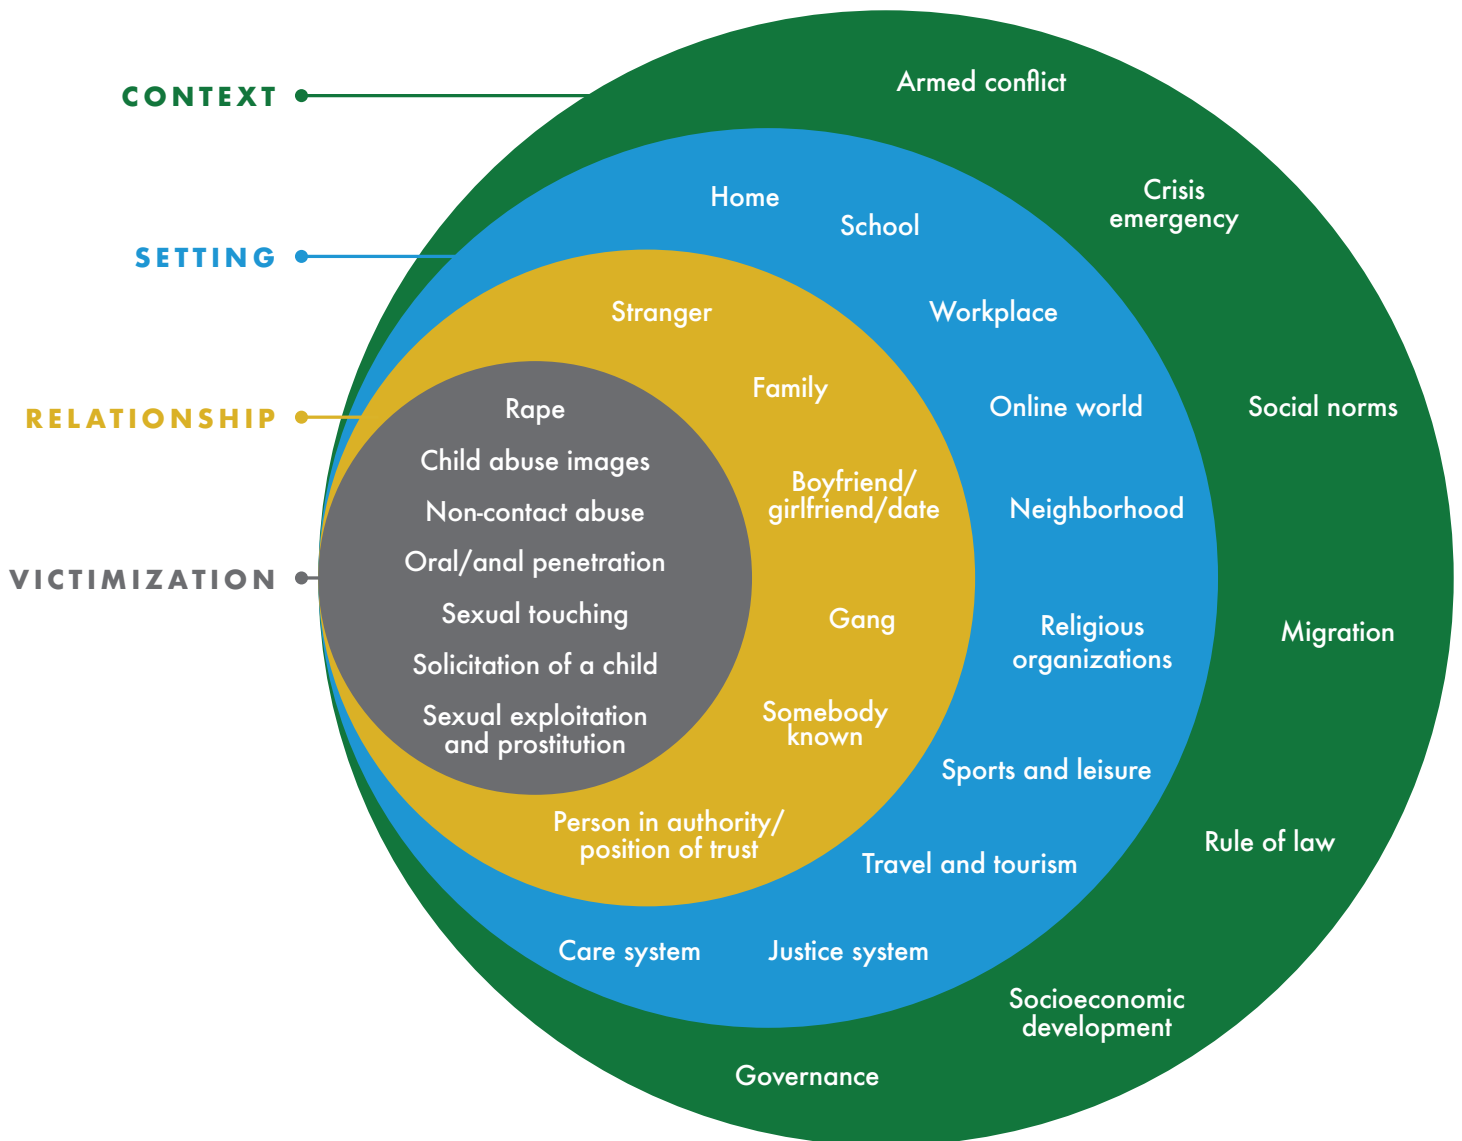 CONTEXT
Armed conflict
Crisis
emergency
Social norms
Migration
Rule of law
Socioeconomic
development
Governance
SETTING
Home
School
Workplace
Online world
Neighborhood
Religious
organizations
Sports and leisure
Travel and tourism
Justice system
Care system
RELATIONSHIP
Stranger
Family
Boyfriend/
girlfriend/date
Gang
Somebody
known
Person in authority/
position of trust
VICTIMIZATION
Rape
Child abuse images
Non-contact abuse
Oral/anal penetration
Sexual touching
Solicitation of a child
Sexual exploitation
and prostitution